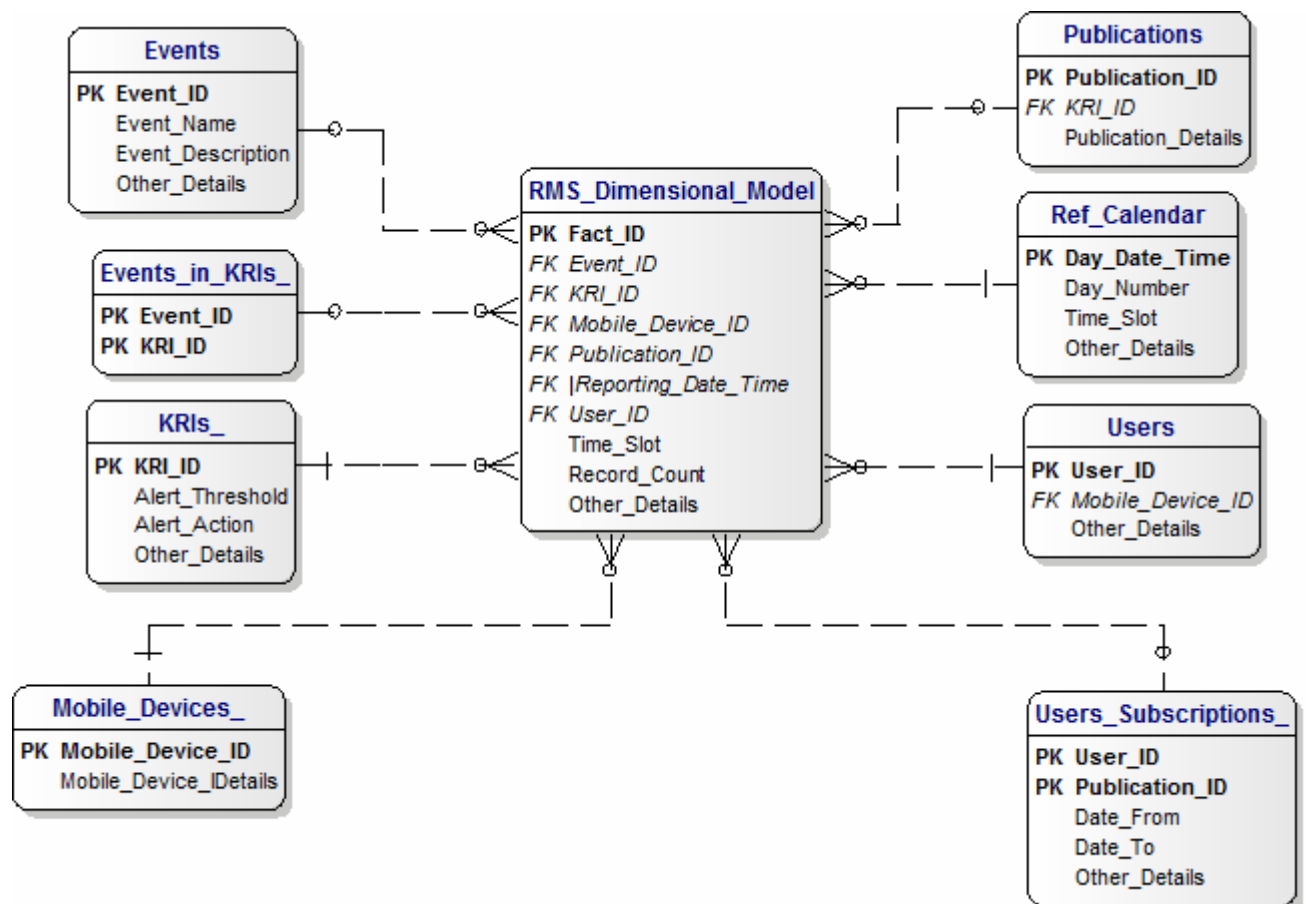 Events
PK Event_ID
Event_Name
Event_Description
Other_Details
Events_in_KRIs_
PK Event_ID
PK KRI_ID
KRIs_
PK KRI_ID
Alert_Threshold
Alert_Action
Other_Details
Mobile_Devices_
PK Mobile_Device_ID
Mobile_Device_IDetails
RMS_Dimensional_Model
PK Fact_ID
FK Event_ID
FK KRI_ID
FK Mobile_Device_ID
FK Publication_ID
FK |Reporting_Date_Time
FK User_ID
Time_Slot
Record_Count
Other_Details
Publications
PK Publication_ID
FK KRI_ID
Publication_Details
Ref_Calendar
PK Day_Date_Time
Day_Number
Time_Slot
Other_Details
Users
PK User_ID
FK Mobile_Device_ID
Other_Details
Users_Subscriptions_
PK User_ID
PK Publication_ID
Date_From
Date_To
Other_Details